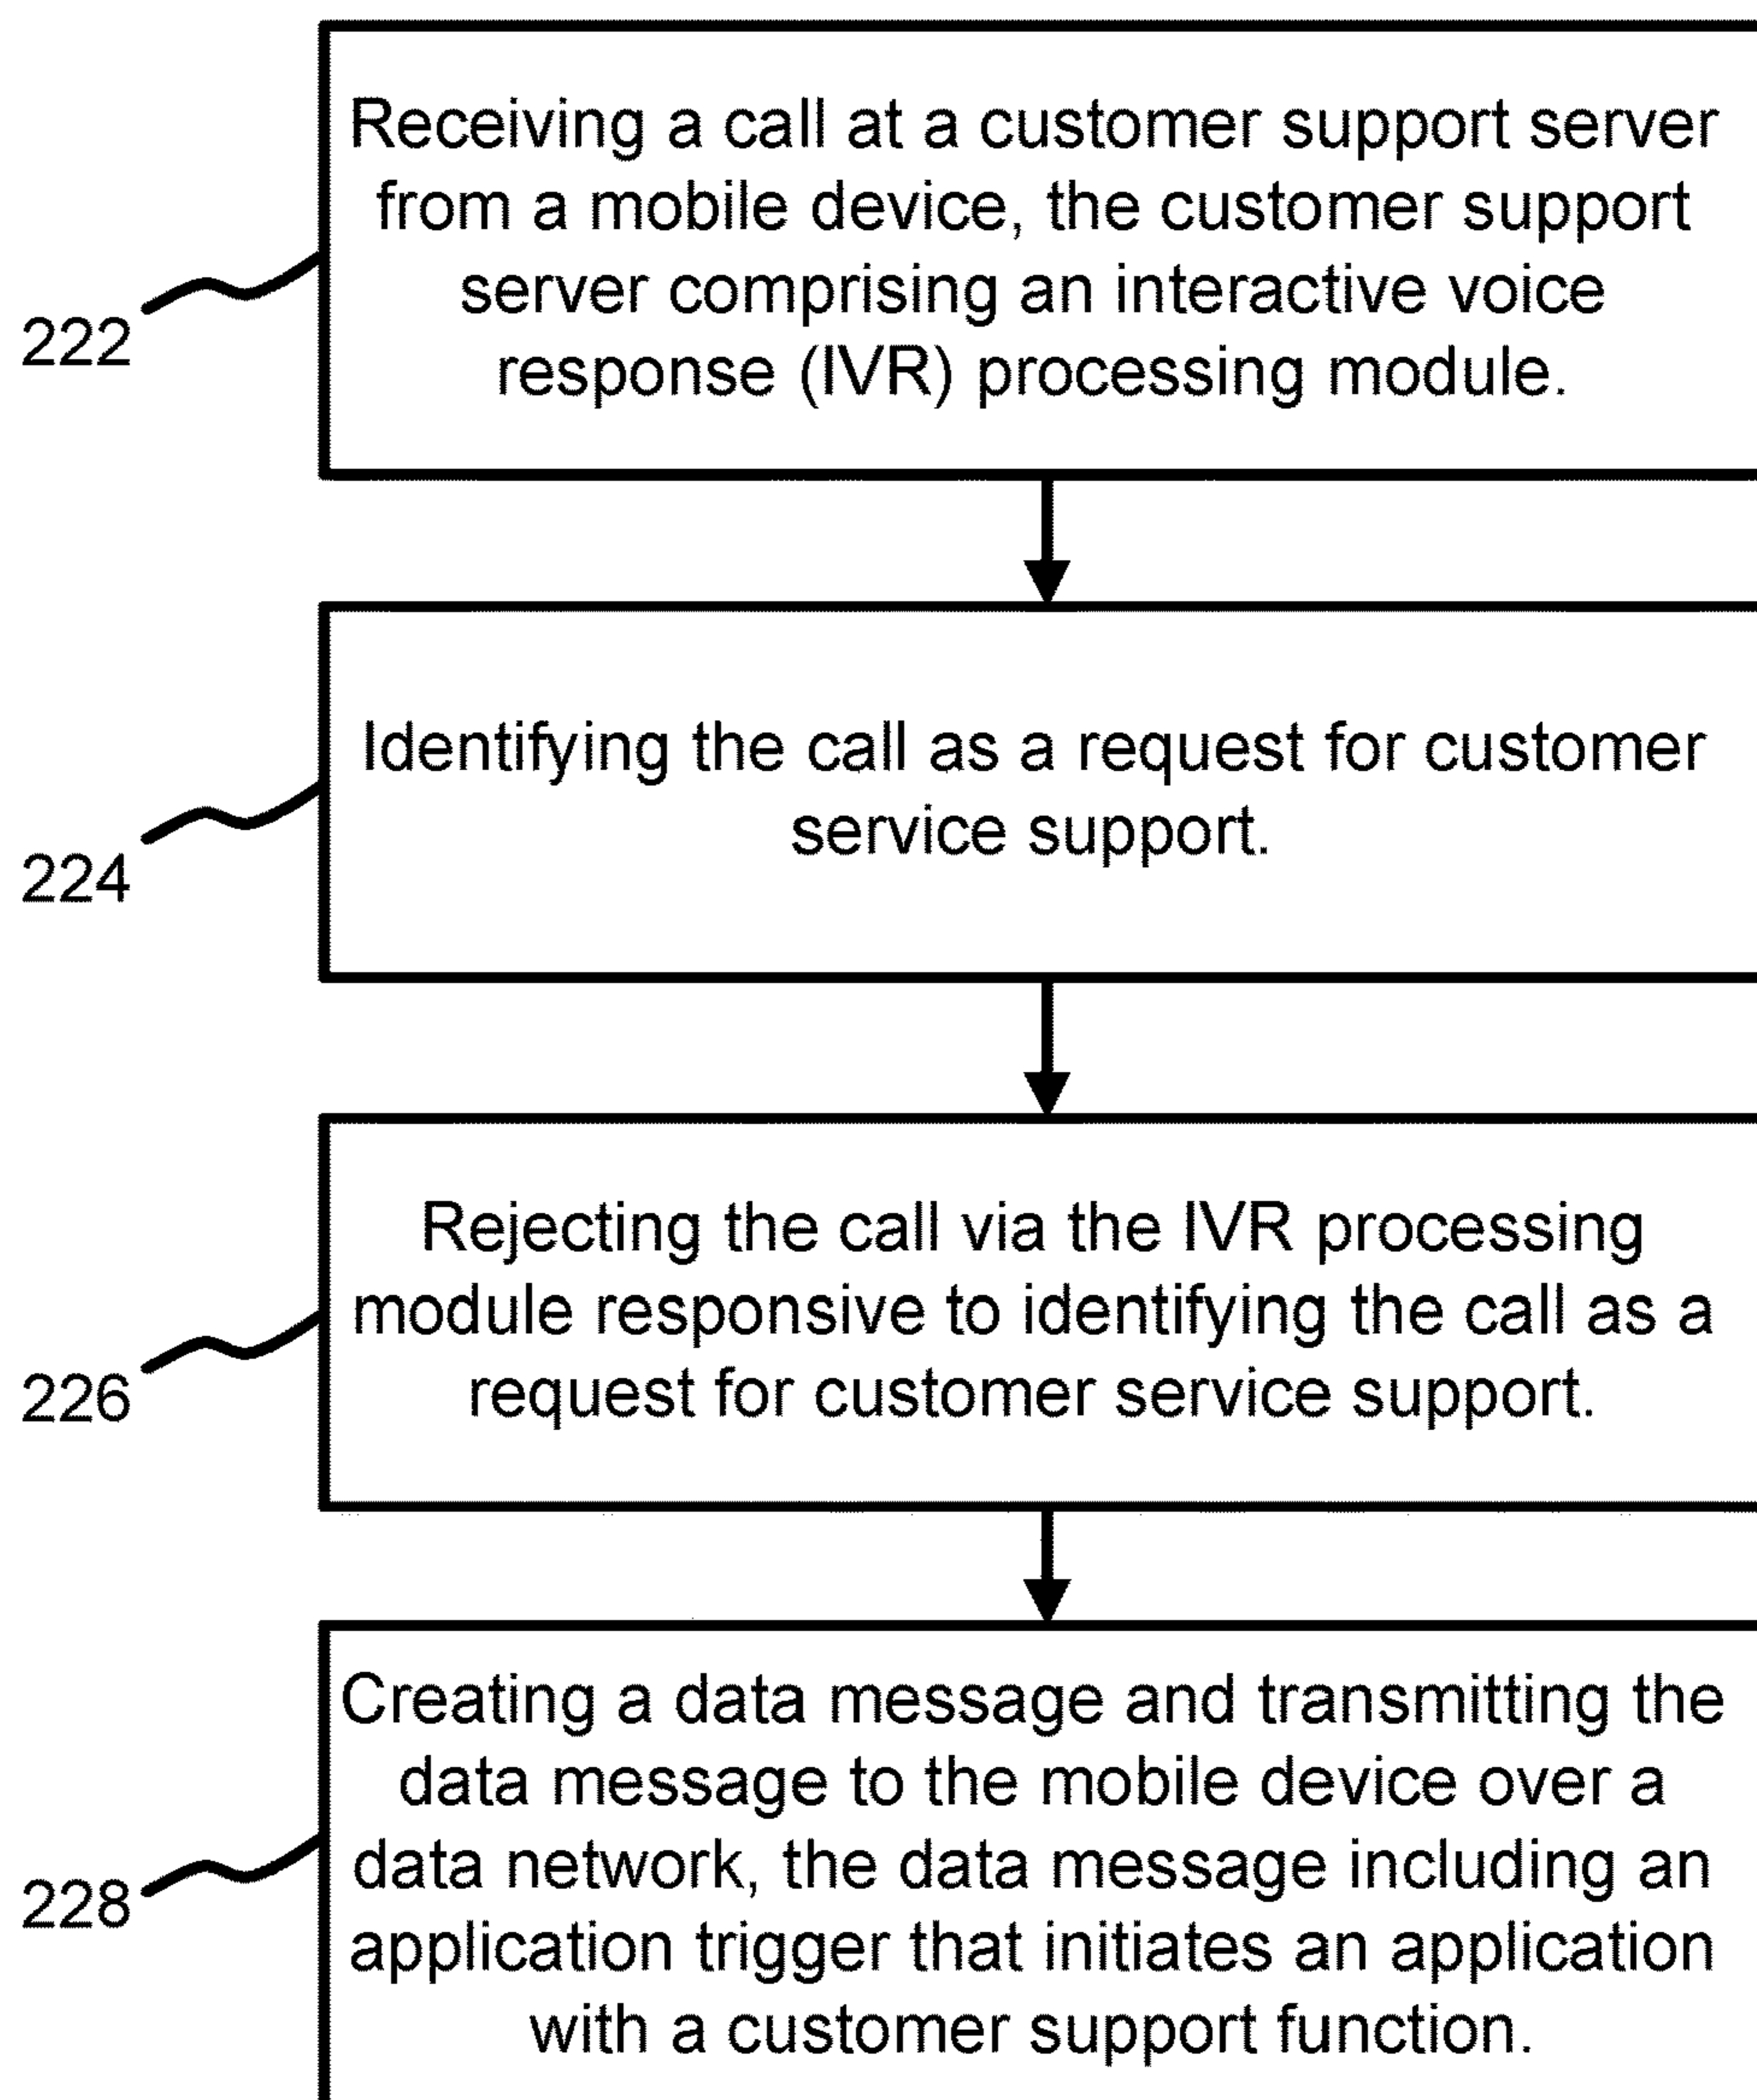 Receiving a call at a customer support server
from a mobile device, the customer support
server comprising an interactive voice
response (IVR) processing module.
222
Identifying the call as a request for customer
service support.
224
Rejecting the call via the IVR processing
module responsive to identifying the call as a
request for customer service support.
226
Creating a data message and transmitting the
data message to the mobile device over a
data network, the data message including an
application trigger that initiates an application
with a customer support function.
228